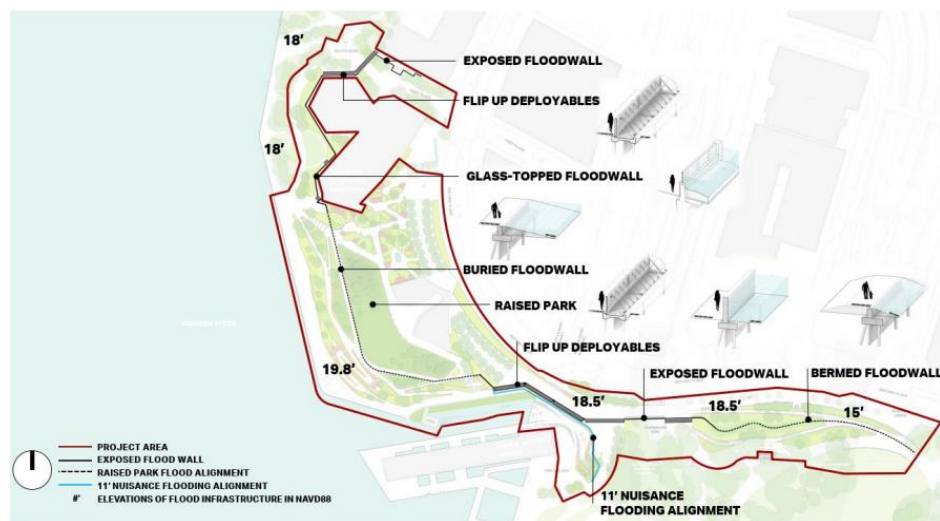 18'
EXPOSED FLOODWALL
FLIP UP DEPLOYABLES
18'
GLASS-TOPPED FLOODWALL
BURIED FLOODWALL
RAISED PARK
FLIP UP DEPLOYABLES
19.8'
EXPOSED FLOODWALL
BERMED FLOODWALL
18.5'
18.5'
15'
PROJECT AREA
EXPOSED FLOOD WALL
RAISED PARK FLOOD ALIGNMENT
11' NUISANCE FLOODING ALIGNMENT
#' ELEVATIONS OF FLOOD INFRASTRUCTURE IN NAVD88
11' NUISANCE
FLOODING ALIGNMENT